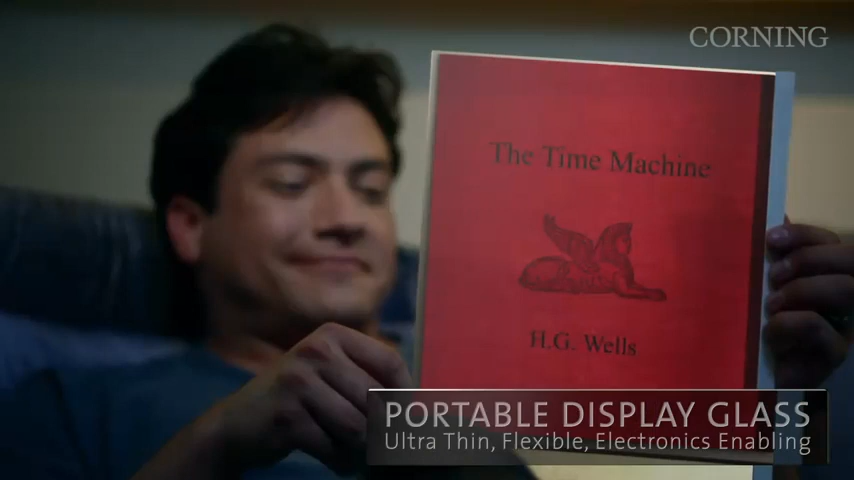 CORNING
The Time Machine
H.G. Wells
PORTABLE DISPLAY GLASS
Ultra Thin, Flexible, Electronics Enabling